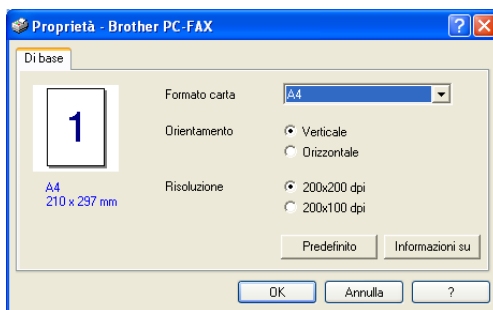 Proprietà - Brother PC-FAX
Di base
Formato carta A4
1
Orientamento Verticale
Orizzontale
A4 Risoluzione 200x200 dpi
210 x 297 mm 200x100 dpi
Predefinito Informazioni su
OK Annulla ?